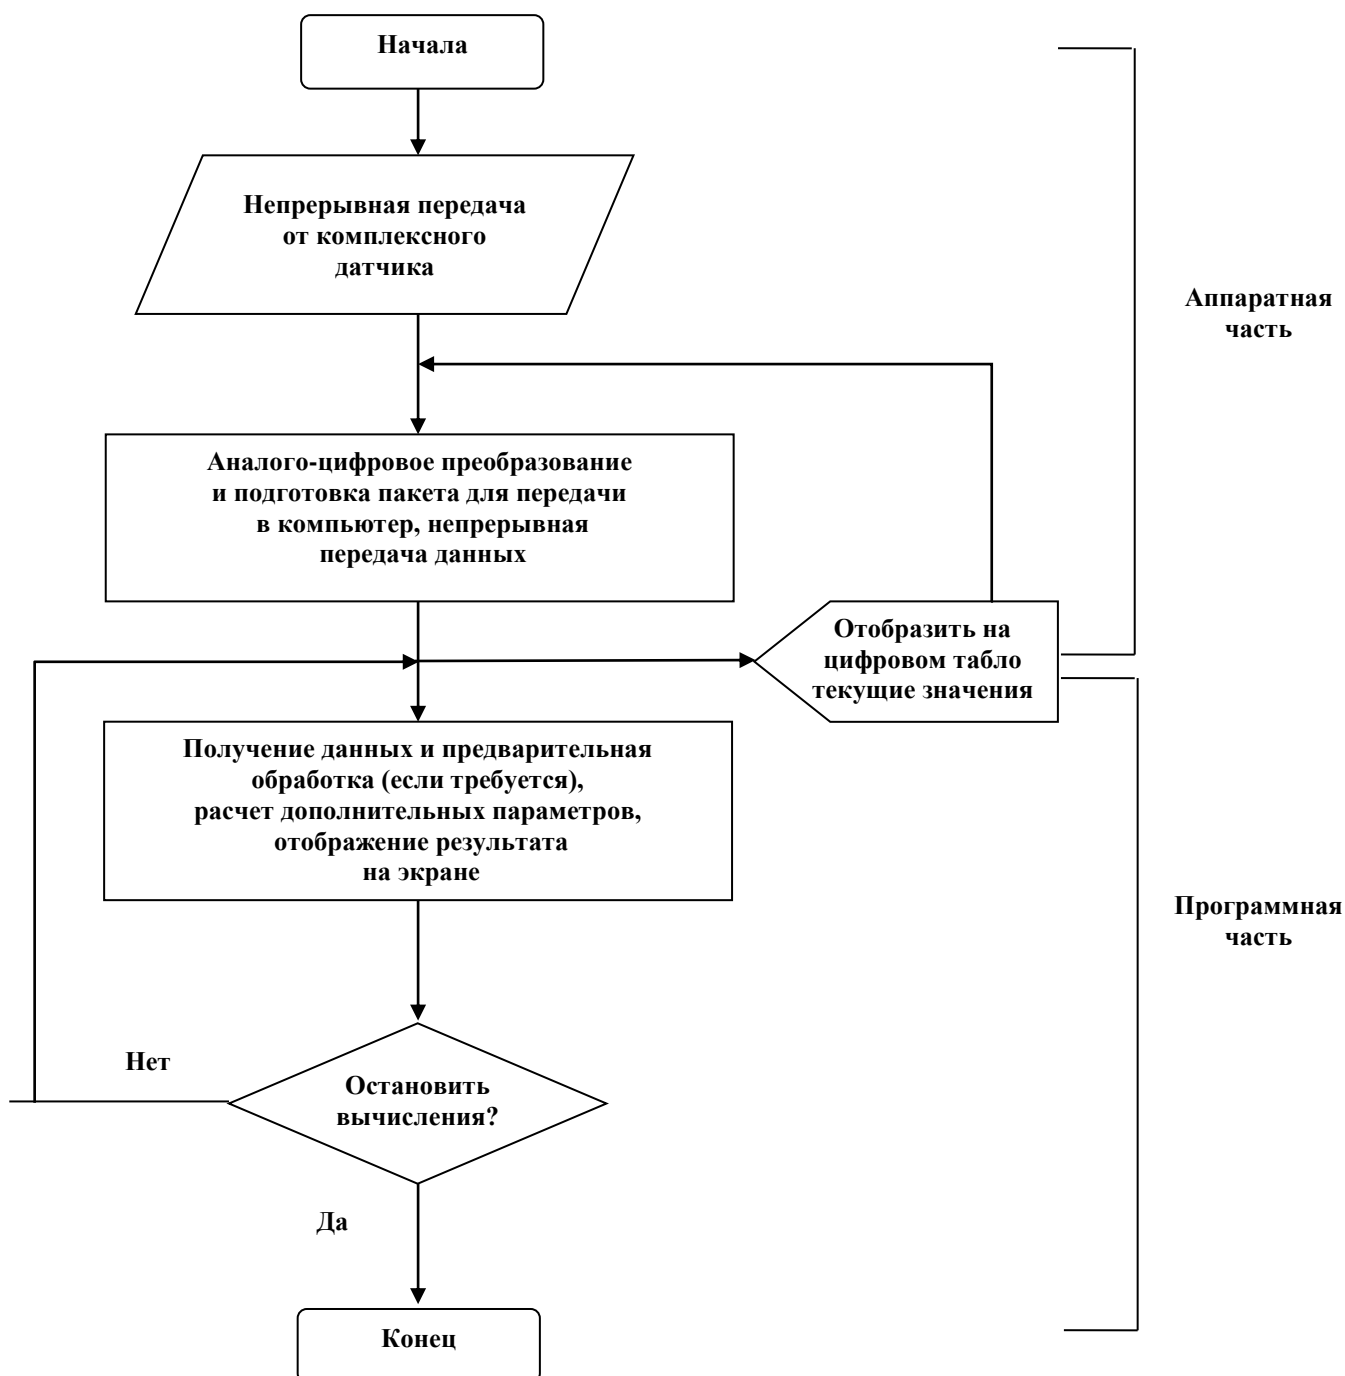 Начала
Непрерывная передача
от комплексного
датчика
Аппаратная
часть
Аналого-цифровое преобразование
и подготовка пакета для передачи
в компьютер, непрерывная
передача данных
Отобразить на
цифровом табло
текущие значения
Получение данных и предварительная
обработка (если требуется),
расчет дополнительных параметров,
отображение результата
на экране
Программная
часть
Нет
Остановить
вычисления?
Да
Конец